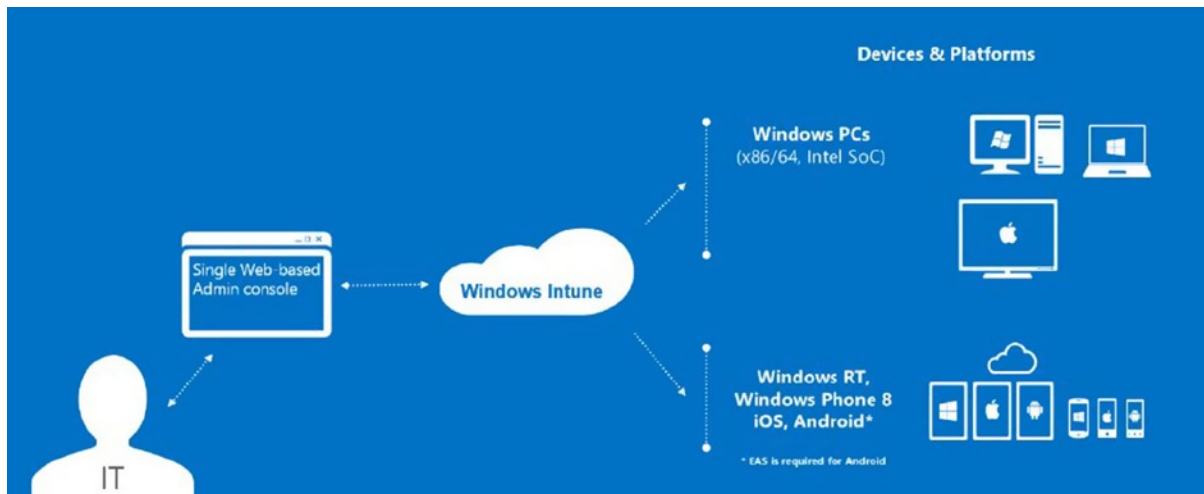 Devices & Platforms
Windows PCs
(x86/64, Intel SoC)
Single Web-based
Admin console
Windows Intune
Windows RT,
Windows Phone 8
iOS, Android*
* EAS is required for Android
IT